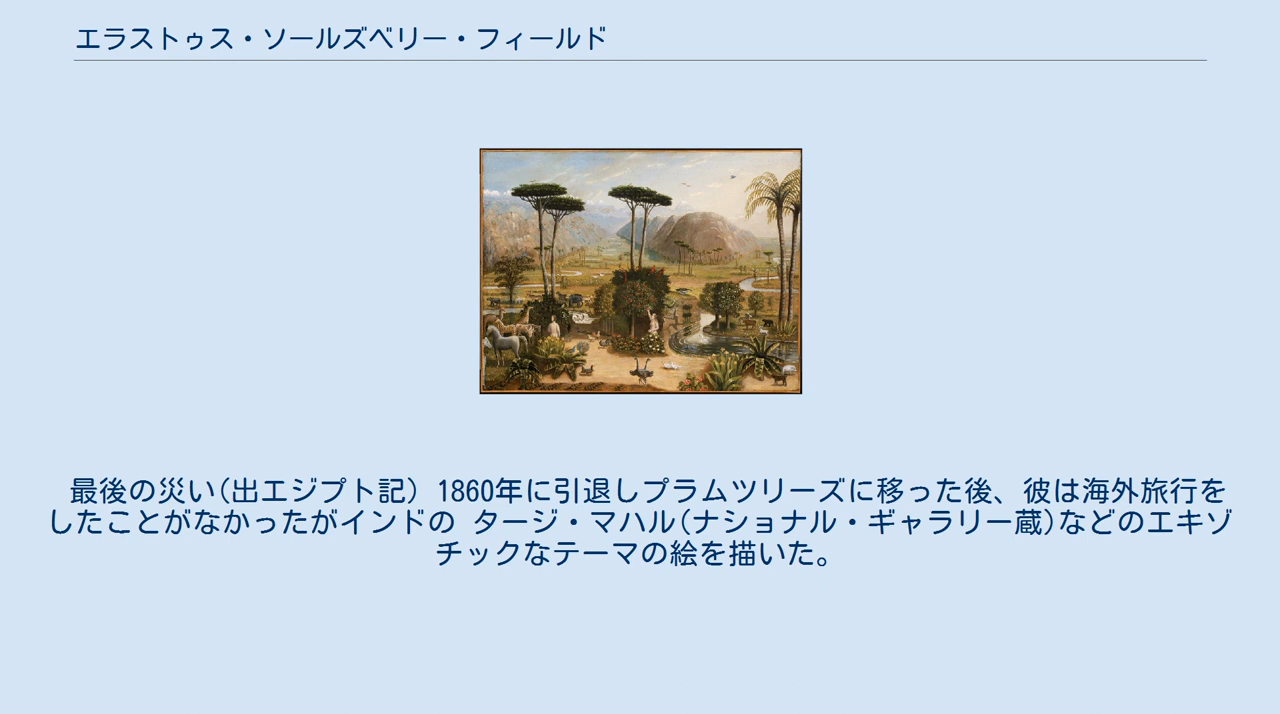 エラストゥス・ソールズベリー・フィールド
最後の災い(出エジプト記) 1860年に引退しプラムツリーズに移った後、彼は海外旅行を
したことがなかったがインドの タージ・マハル(ナショナル・ギャラリー蔵)などのエキゾ
チックなテーマの絵を描いた。